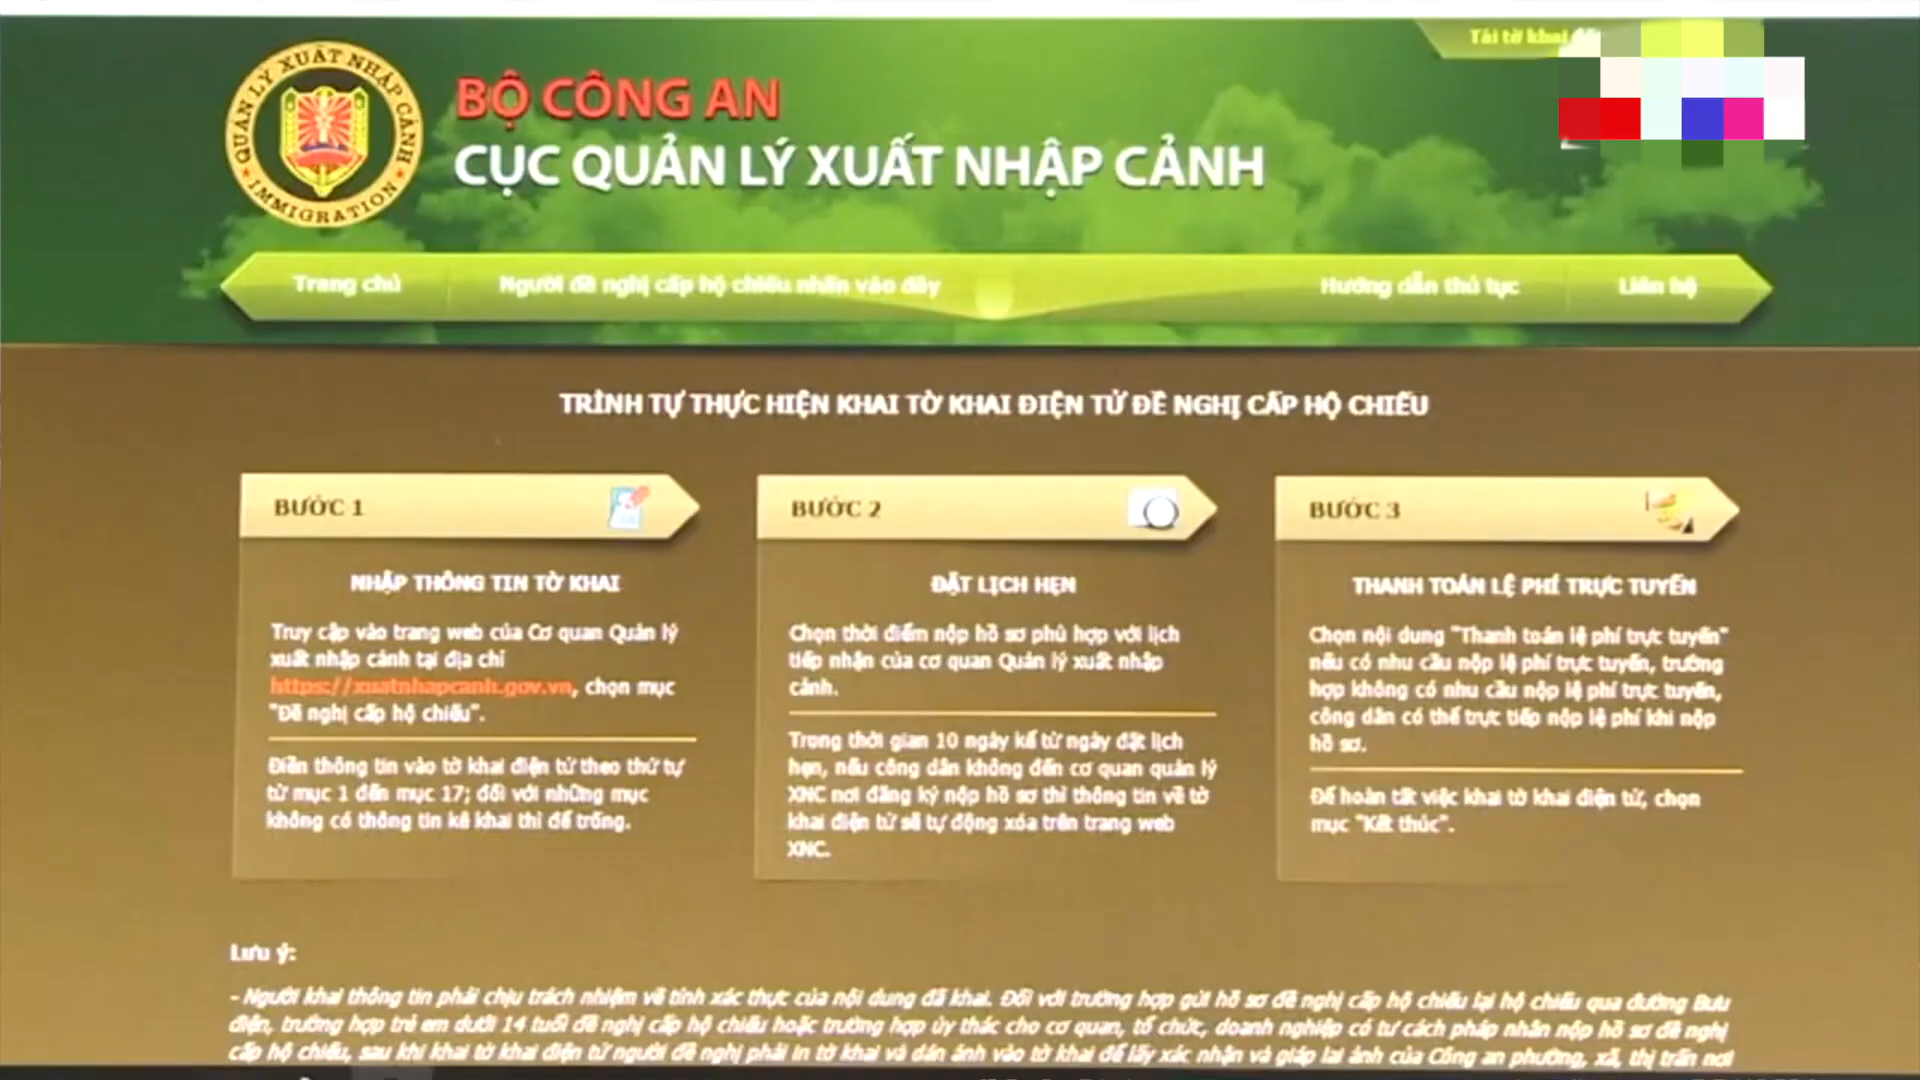 Tải tờ khai
QUẢN LÝ XUẤT NHẬP CẢNH
IMMIGRATION
BỘ CÔNG AN
CỤC QUẢN LÝ XUẤT NHẬP CẢNH
Trang chủ
Người đề nghị cấp hộ chiếu nhấn vào đây
Hướng dẫn thủ tục
Liên hệ
TRÌNH TỰ THỰC HIỆN KHAI TỜ KHAI ĐIỆN TỬ ĐỀ NGHỊ CẤP HỘ CHIẾU
BƯỚC 1
NHẬP THÔNG TIN TỜ KHAI
Truy cập vào trang web của Cơ quan Quản lý
xuất nhập cảnh tại địa chỉ
https://xuatnhapcanh.gov.vn, chọn mục
"Đề nghị cấp hộ chiếu".
Điền thông tin vào tờ khai điện tử theo thứ tự
từ mục 1 đến mục 17; đối với những mục
không có thông tin kê khai thì để trống.
BƯỚC 2
ĐẶT LỊCH HẸN
Chọn thời điểm nộp hồ sơ phù hợp với lịch
tiếp nhận của cơ quan Quản lý xuất nhập
cảnh.
Trong thời gian 10 ngày kể từ ngày đặt lịch
hẹn, nếu công dân không đến cơ quan quản lý
XNC nơi đăng ký nộp hồ sơ thì thông tin về tờ
khai điện tử sẽ tự động xóa trên trang web
XNC.
BƯỚC 3
THANH TOÁN LỆ PHÍ TRỰC TUYẾN
Chọn nội dung "Thanh toán lệ phí trực tuyến"
nếu có nhu cầu nộp lệ phí trực tuyến, trường
hợp không có nhu cầu nộp lệ phí trực tuyến,
công dân có thể trực tiếp nộp lệ phí khi nộp
hồ sơ.
Để hoàn tất việc khai tờ khai điện tử, chọn
mục "Kết thúc".
Lưu ý:
- Người khai thông tin phải chịu trách nhiệm về tính xác thực của nội dung đã khai. Đối với trường hợp gửi hồ sơ đề nghị cấp hộ chiếu lại hộ chiếu qua đường Bưu
điện, trường hợp trẻ em dưới 14 tuổi đề nghị cấp hộ chiếu hoặc trường hợp ủy thác cho cơ quan, tổ chức, doanh nghiệp có tư cách pháp nhân nộp hồ sơ đề nghị
cấp hộ chiếu, sau khi khai tờ khai điện tử người đề nghị phải in tờ khai và dán ảnh vào tờ khai để lấy xác nhận và giáp lai ảnh của Công an phường, xã, thị trấn nơi